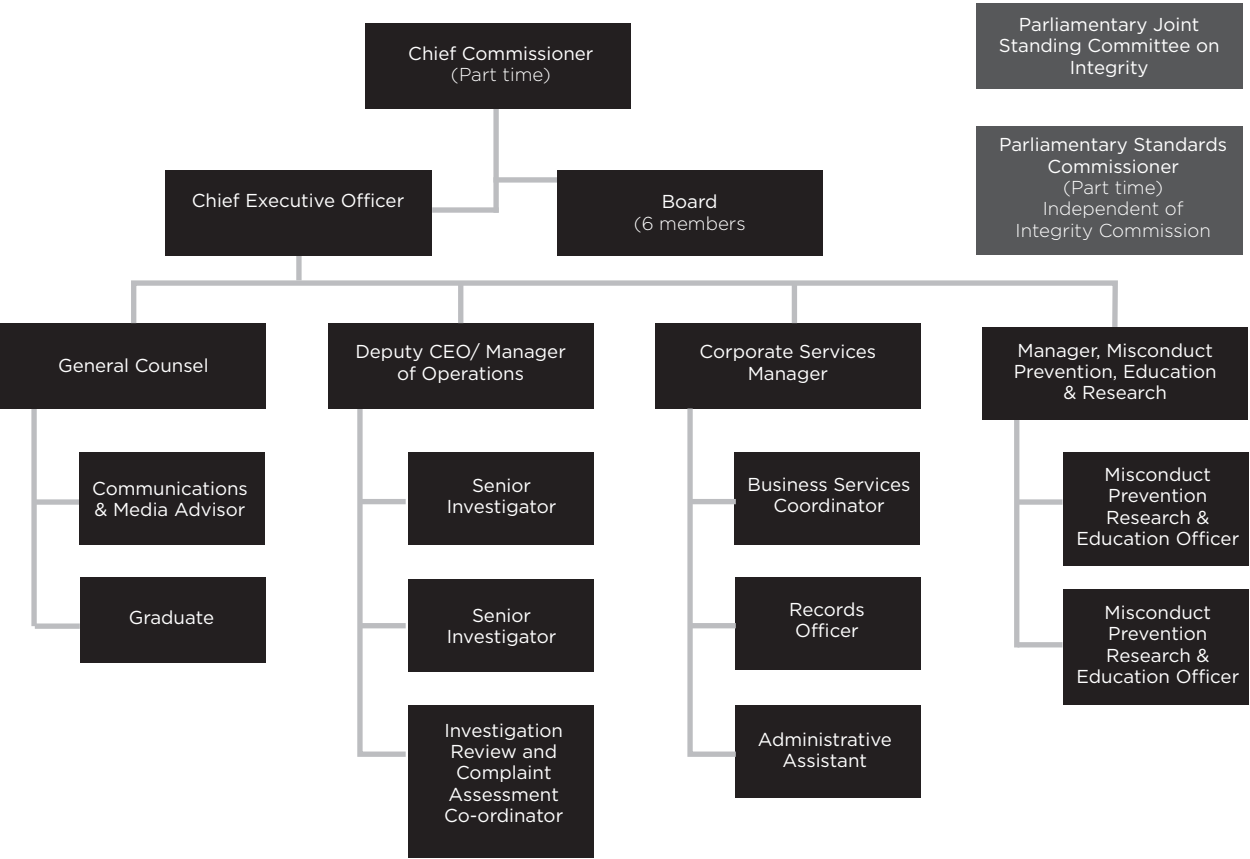 Chief Commissioner
(Part time)
Parliamentary Joint
Standing Committee on
Integrity
Parliamentary Standards
Commissioner
(Part time)
Independent of
Integrity Commission
Chief Executive Officer
Board
(6 members
General Counsel
Deputy CEO/ Manager
of Operations
Corporate Services
Manager
Manager, Misconduct
Prevention, Education
& Research
Communications
& Media Advisor
Graduate
Senior
Investigator
Senior
Investigator
Investigation
Review and
Complaint
Assessment
Co-ordinator
Business Services
Coordinator
Records
Officer
Administrative
Assistant
Misconduct
Prevention
Research &
Education Officer
Misconduct
Prevention
Research &
Education Officer